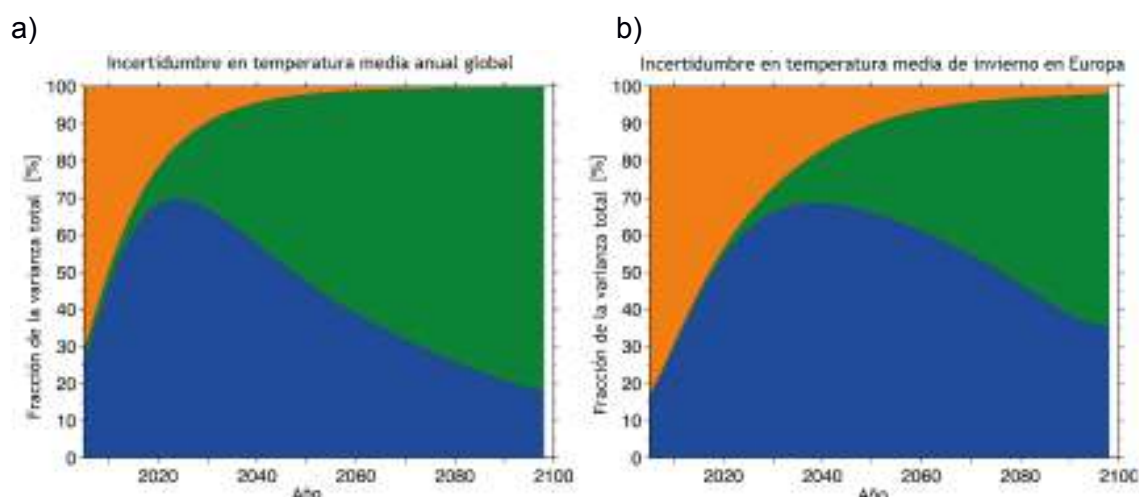 a)
b)
Incertidumbre en temperatura media anual global
Incertidumbre en temperatura media de invierno en Europa
Fracción de la varianza total [%]
100
90
80
70
60
50
40
30
20
10
0
2020 2040 2060 2080 2100
Año
Fracción de la varianza total [%]
100
90
80
70
60
50
40
30
20
10
0
2020 2040 2060 2080 2100
Año